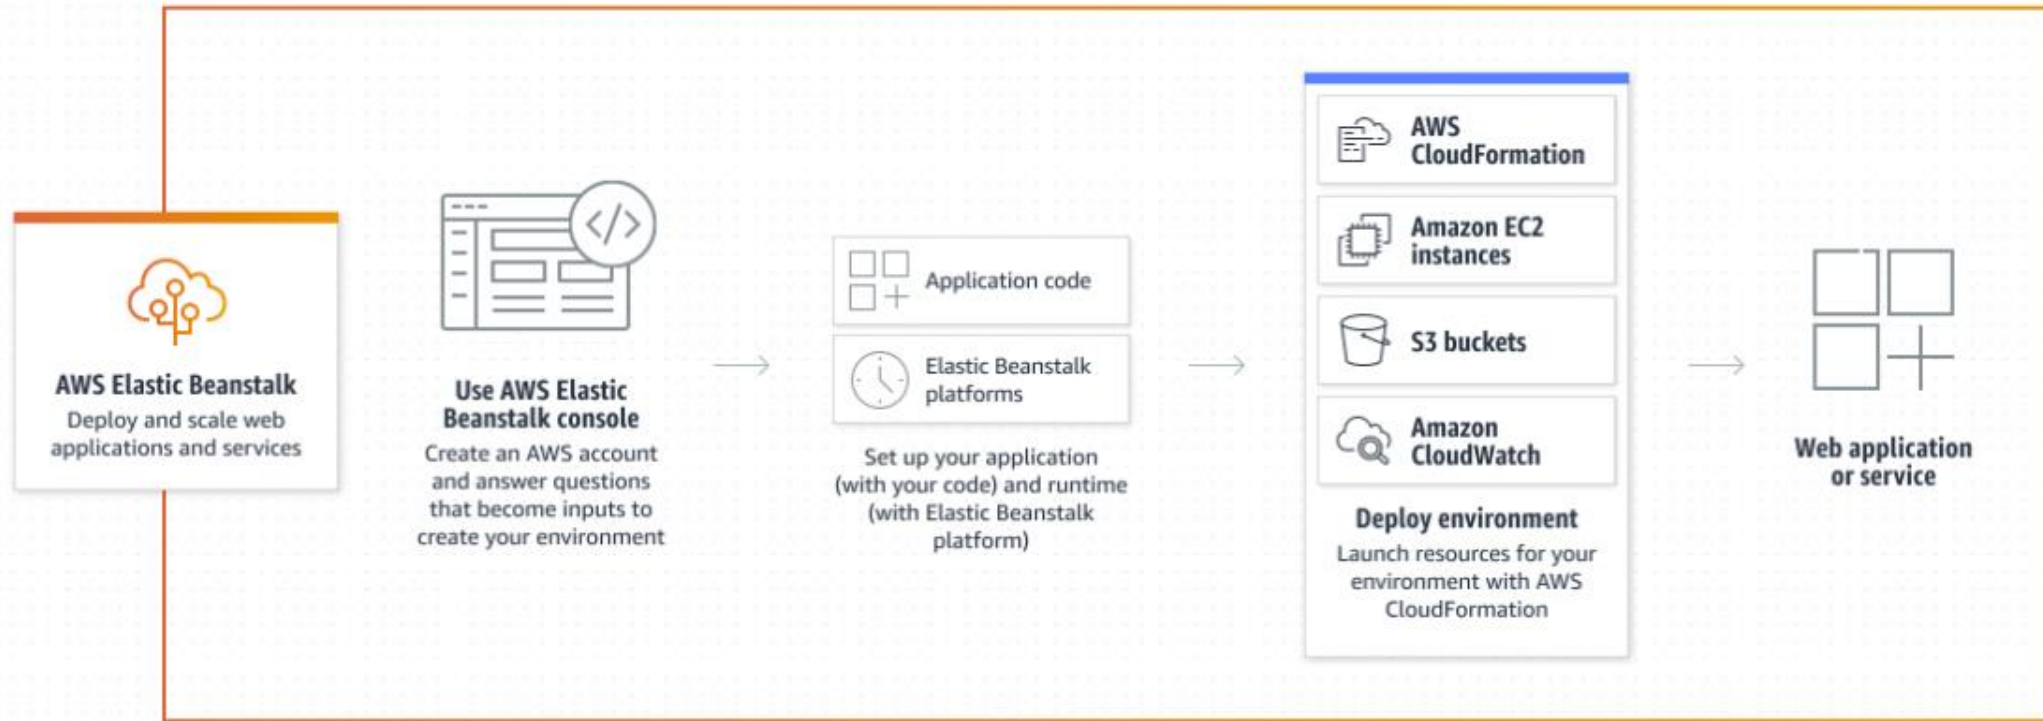 AWS Elastic Beanstalk
Deploy and scale web
applications and services
Use AWS Elastic
Beanstalk console
Create an AWS account
and answer questions
that become inputs to
create your environment
Application code
Elastic Beanstalk
platforms
Set up your application
(with your code) and runtime
(with Elastic Beanstalk
platform)
AWS
CloudFormation
Amazon EC2
instances
S3 buckets
Amazon
CloudWatch
Deploy environment
Launch resources for your
environment with AWS
CloudFormation
Web application
or service